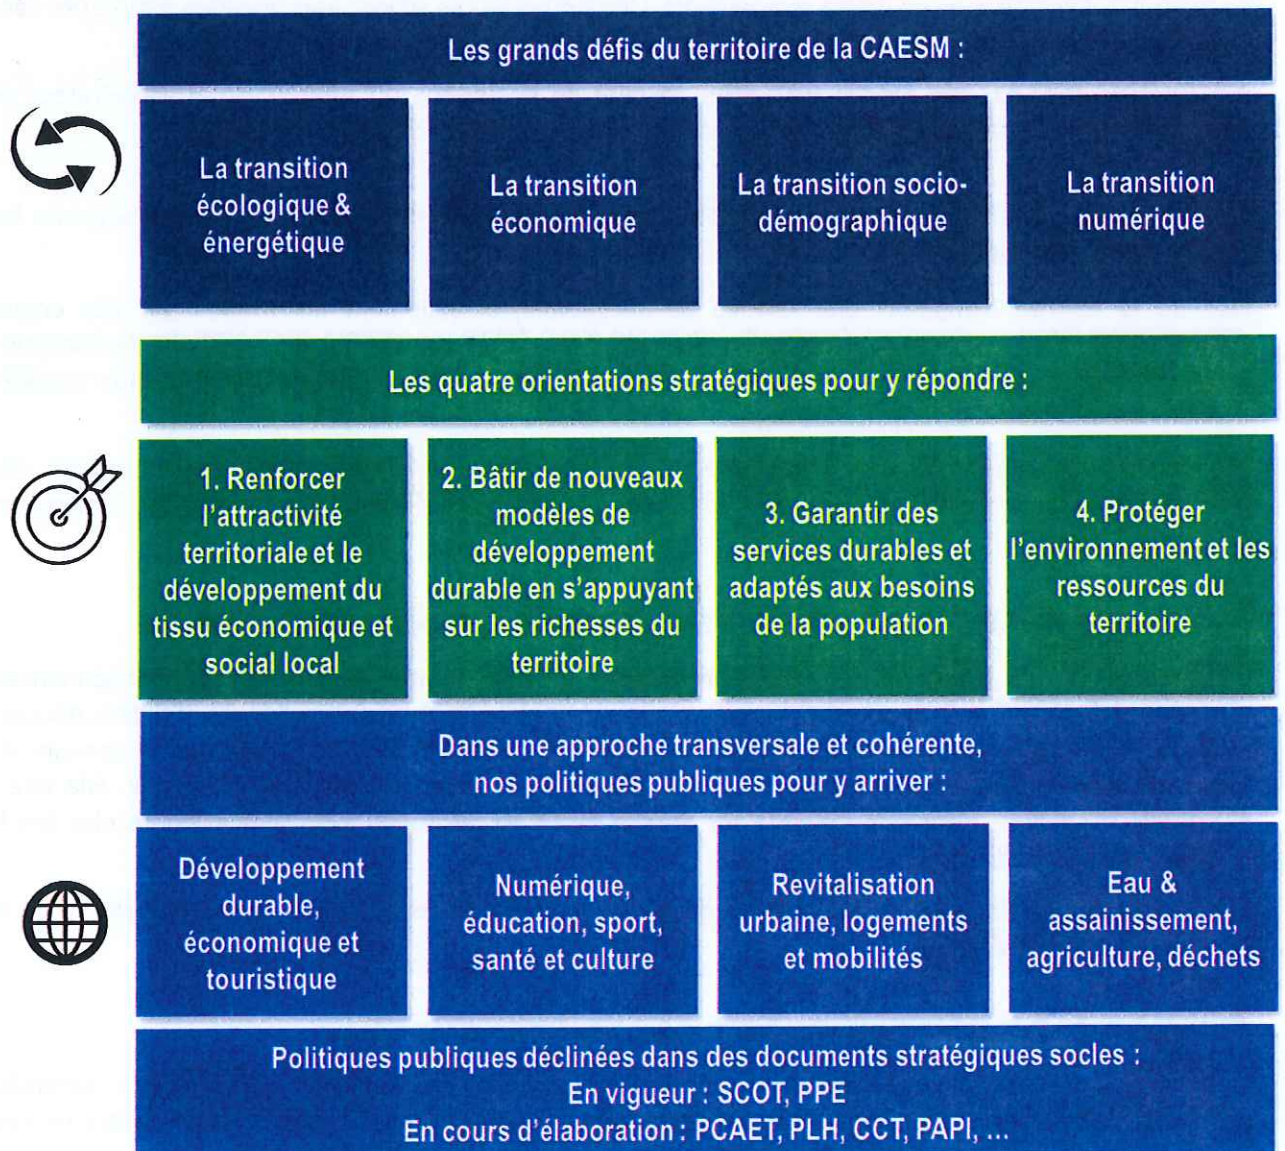 Les grands défis du territoire de la CAESM :
La transition
écologique &
énergétique
La transition
économique
La transition socio-
démographique
La transition
numérique
Les quatre orientations stratégiques pour y répondre :
1. Renforcer
l'attractivité
territoriale et le
développement du
tissu économique et
social local
2. Bâtir de nouveaux
modèles de
développement
durable en s'appuyant
sur les richesses du
territoire
3. Garantir des
services durables et
adaptés aux besoins
de la population
4. Protéger
l'environnement et les
ressources du
territoire
Dans une approche transversale et cohérente,
nos politiques publiques pour y arriver :
Développement
durable,
économique et
touristique
Numérique,
éducation, sport,
santé et culture
Revitalisation
urbaine, logements
et mobilités
Eau &
assainissement,
agriculture, déchets
Politiques publiques déclinées dans des documents stratégiques socles :
En vigueur : SCOT, PPE
En cours d'élaboration : PCAET, PLH, CCT, PAPI, ...